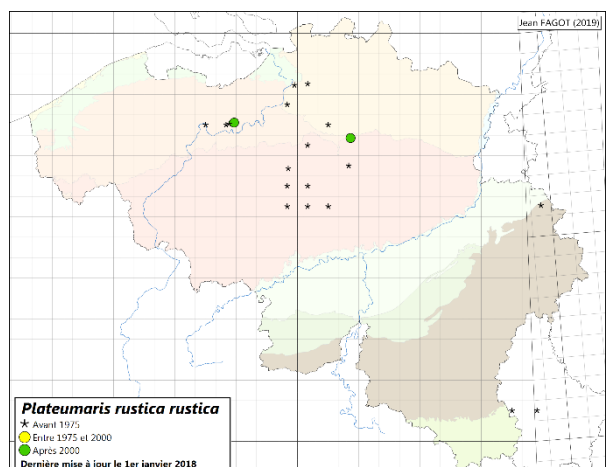 Jean FAGOT (2019)
Plateumaris rustica rustica
Avant 1975
Entre 1975 et 2000
Après 2000
Dernière mise à jour le 1er janvier 2018